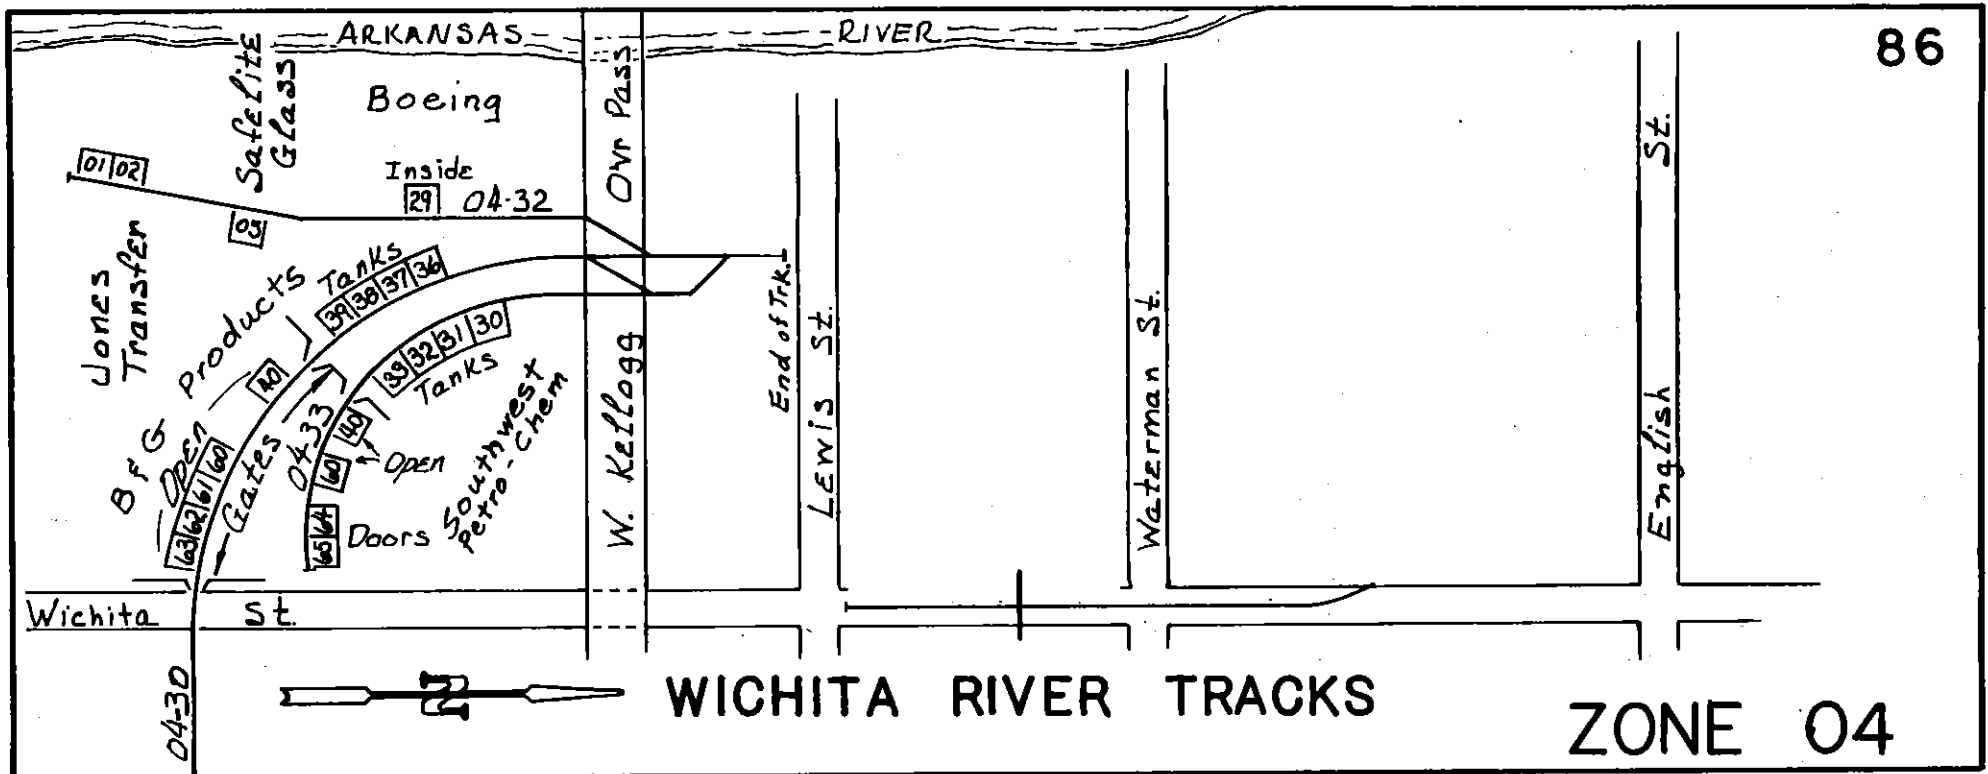 ARKANSAS RIVER
86
Safelite
Glass
Boeing
Ovr Pass
01 02
Inside
29 04-32
03
Jones
Transfer
Tanks
39 38 37 36
B & G Products
40
Open
63 62 61 60
Gates
04-33
33 32 31 30
Tanks
40
60
Open
65 64
Doors
Southwest
Petro-Chem
W. Kellogg
End of Trk.
Lewis St.
Waterman St.
English St.
Wichita St.
04-30
N
WICHITA RIVER TRACKS
ZONE 04